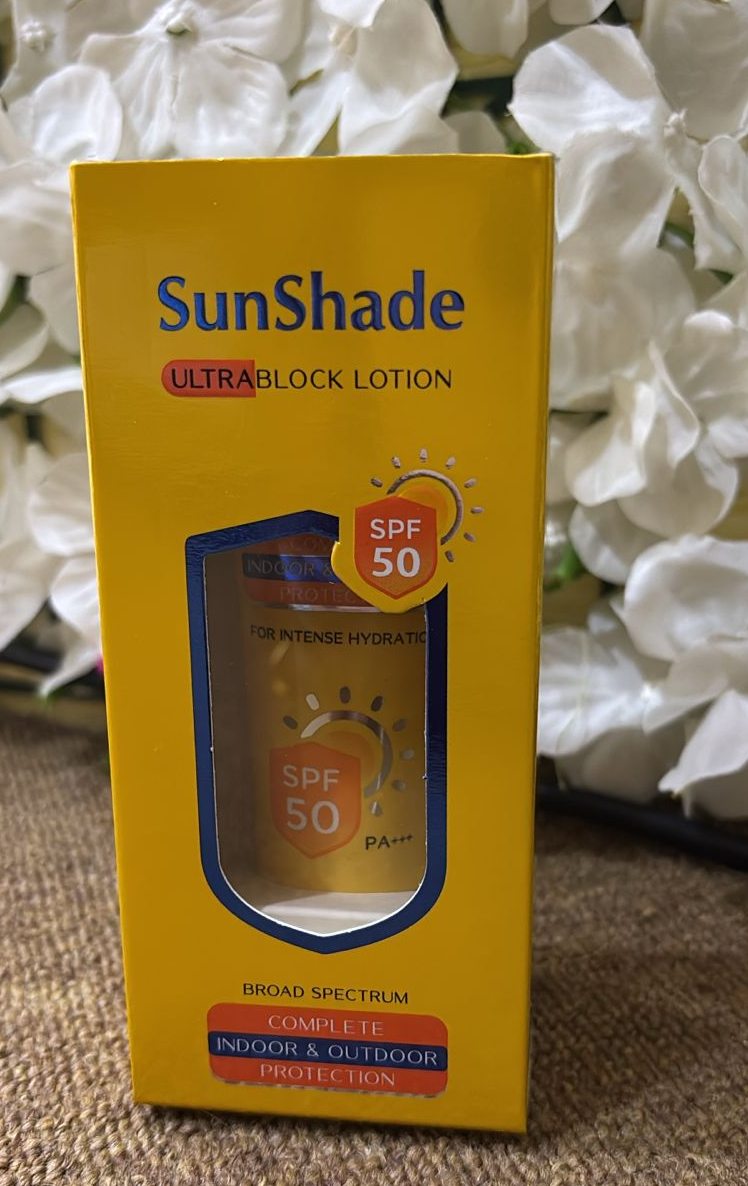 SunShade
ULTRABLOCK LOTION
SPF
50
INDOOR &
FOR INTENSE HYDRATIO
SPF
50
PA+++
BROAD SPECTRUM
COMPLETE
INDOOR & OUTDOOR
PROTECTION